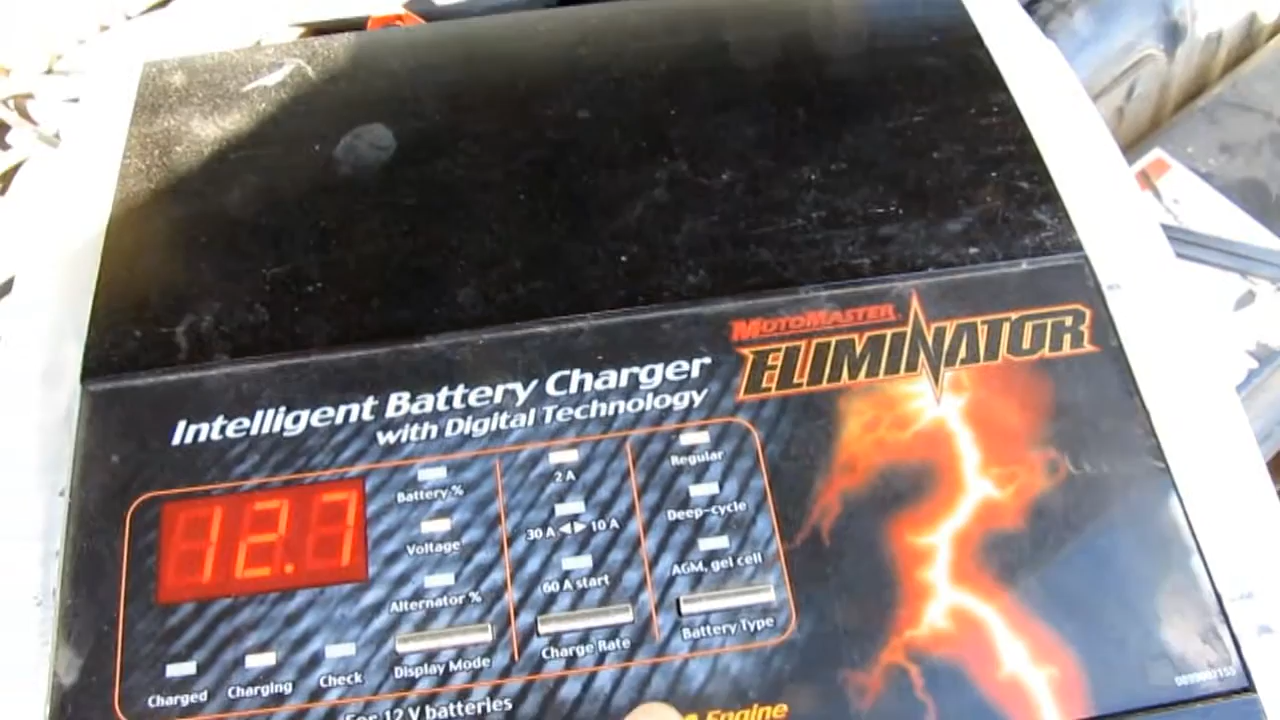 MOTOMASTER
ELIMINATOR
Intelligent Battery Charger
with Digital Technology
12.7
Battery %
Voltage
Alternator %
Display Mode
2 A
30 A ◀▶ 10 A
60 A start
Charge Rate
Regular
Deep-cycle
AGM, gel cell
Battery Type
Charged
Charging
Check
For 12 V batteries
Engine